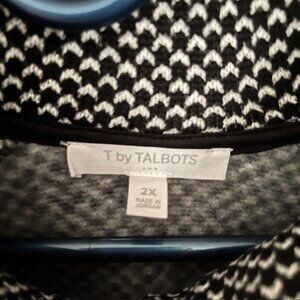 T by TALBOTS
2X
MADE IN
JORDAN